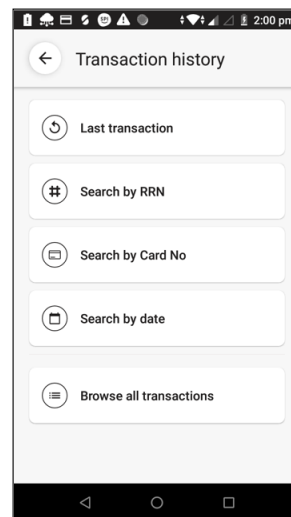 2:00 pm
Transaction history
Last transaction
Search by RRN
Search by Card No
Search by date
Browse all transactions